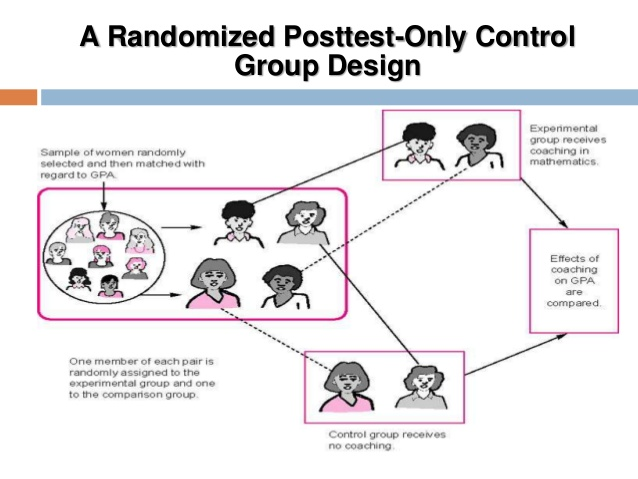 A Randomized Posttest-Only Control
Group Design
Sample of women randomly
selected and then matched with
regard to GPA.
Experimental
group receives
coaching in
mathematics.
Effects of
coaching
on GPA
are
compared.
One member of each pair is
randomly assigned to the
experimental group and one
to the comparison group.
Control group receives
no coaching.